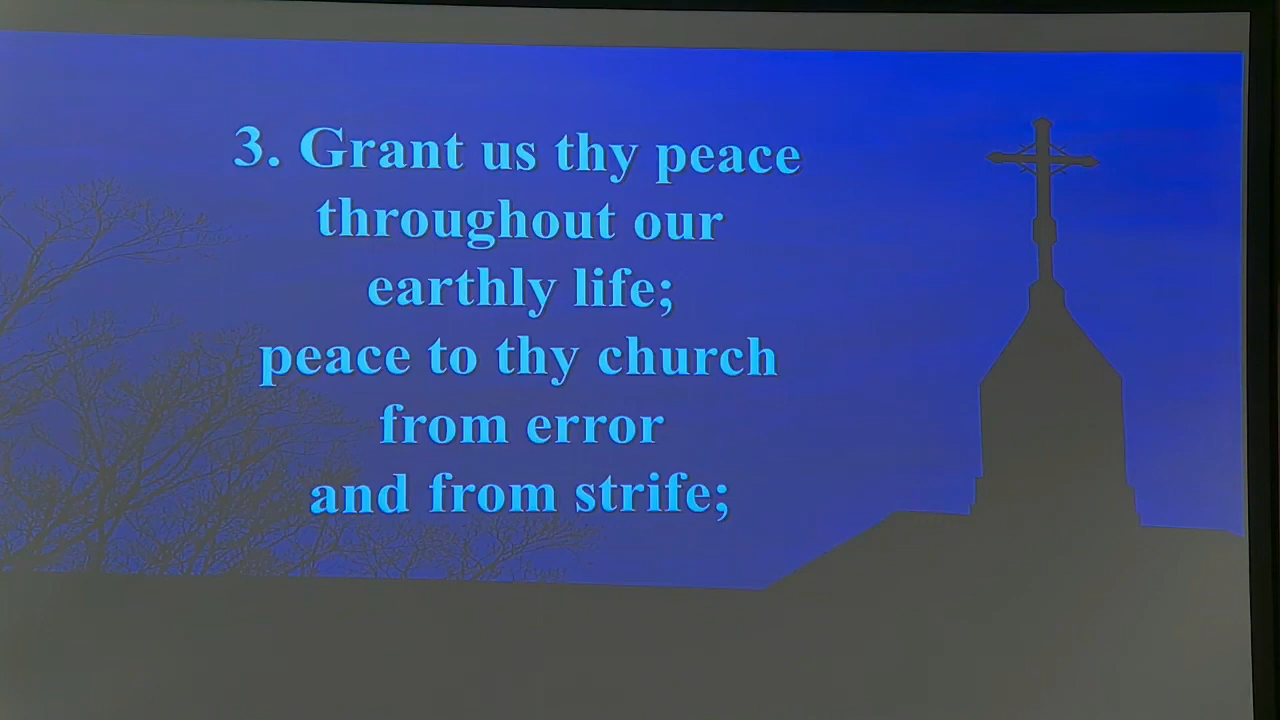 3. Grant us thy peace
throughout our
earthly life;
peace to thy church
from error
and from strife;